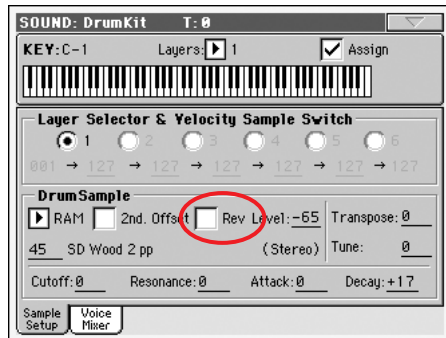 SOUND: DrumKit T:0
KEY:C-1 Layers: 1 Assign
Layer Selector & Velocity Sample Switch
1 2 3 4 5 6
001 → 127 → 127 → 127 → 127 → 127 → 127
DrumSample
RAM 2nd. Offset Rev Level:-65 Transpose:0
45 SD Wood 2 pp (Stereo) Tune: 0
Cutoff:0 Resonance:0 Attack:0 Decay:+17
Sample Setup Voice Mixer